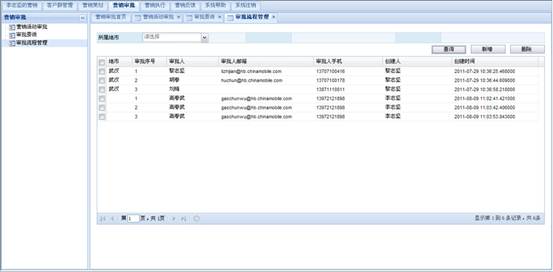 李志坚的营销 客户群管理 营销策划 营销审批 营销执行 营销反馈 系统帮助 系统注销
营销审批
营销活动审批
审批委派
审批流程管理
营销审批首页 营销活动审批 审批委派 审批流程管理
所属地市 请选择
查询 新增 删除
地市 审批序号 审批人 审批人邮箱 审批人手机 创建人 创建时间
武汉 1 黎志坚 lizhijian@hb.chinamobile.com 13707100416 黎志坚 2011-07-29 10:36:25.468000
武汉 2 胡春 huchun@hb.chinamobile.com 13707100178 黎志坚 2011-07-29 10:36:44.609000
武汉 3 刘梅 13871118811 黎志坚 2011-07-29 10:36:58.218000
1 高春武 gaochunwu@hb.chinamobile.com 13972121898 李志坚 2011-08-09 11:02:41.421000
2 高春武 gaochunwu@hb.chinamobile.com 13972121898 李志坚 2011-08-09 11:03:42.406000
3 高春武 gaochunwu@hb.chinamobile.com 13972121898 李志坚 2011-08-09 11:03:53.843000
第 1 页，共 1页 显示第 1 到 6 条记录，共 6条